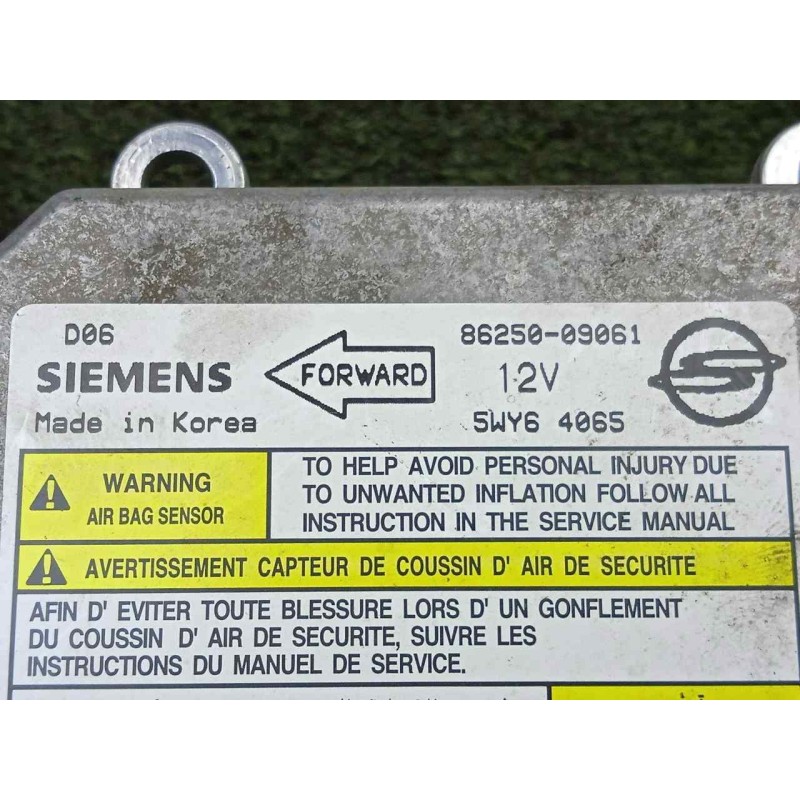 D06
86250-09061
SIEMENS
FORWARD
12V
Made in Korea
5WY6 4065
WARNING
AIR BAG SENSOR
TO HELP AVOID PERSONAL INJURY DUE
TO UNWANTED INFLATION FOLLOW ALL
INSTRUCTION IN THE SERVICE MANUAL
AVERTISSEMENT CAPTEUR DE COUSSIN D' AIR DE SECURITE
AFIN D' EVITER TOUTE BLESSURE LORS D' UN GONFLEMENT
DU COUSSIN D' AIR DE SECURITE, SUIVRE LES
INSTRUCTIONS DU MANUEL DE SERVICE.